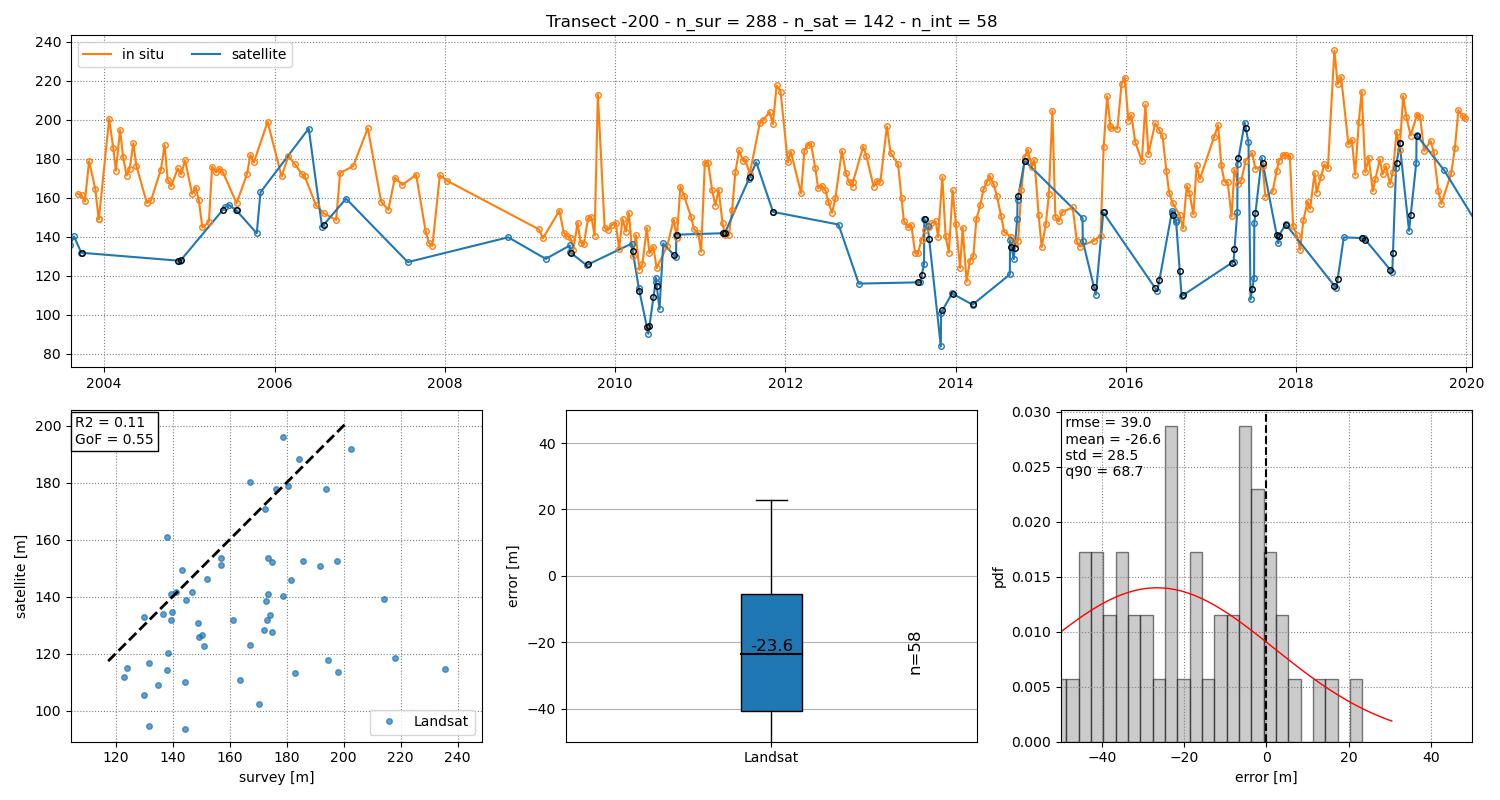 Transect -200 - n_sur = 288 - n_sat = 142 - n_int = 58
in situ
satellite
240
220
200
180
160
140
120
100
80
2004
2006
2008
2010
2012
2014
2016
2018
2020
R2 = 0.11
GoF = 0.55
satellite [m]
200
180
160
140
120
100
Landsat
120
140
160
180
200
220
240
survey [m]
error [m]
40
20
0
−20
−40
-23.6
n=58
Landsat
rmse = 39.0
mean = -26.6
std = 28.5
q90 = 68.7
pdf
0.030
0.025
0.020
0.015
0.010
0.005
0.000
−40
−20
0
20
40
error [m]